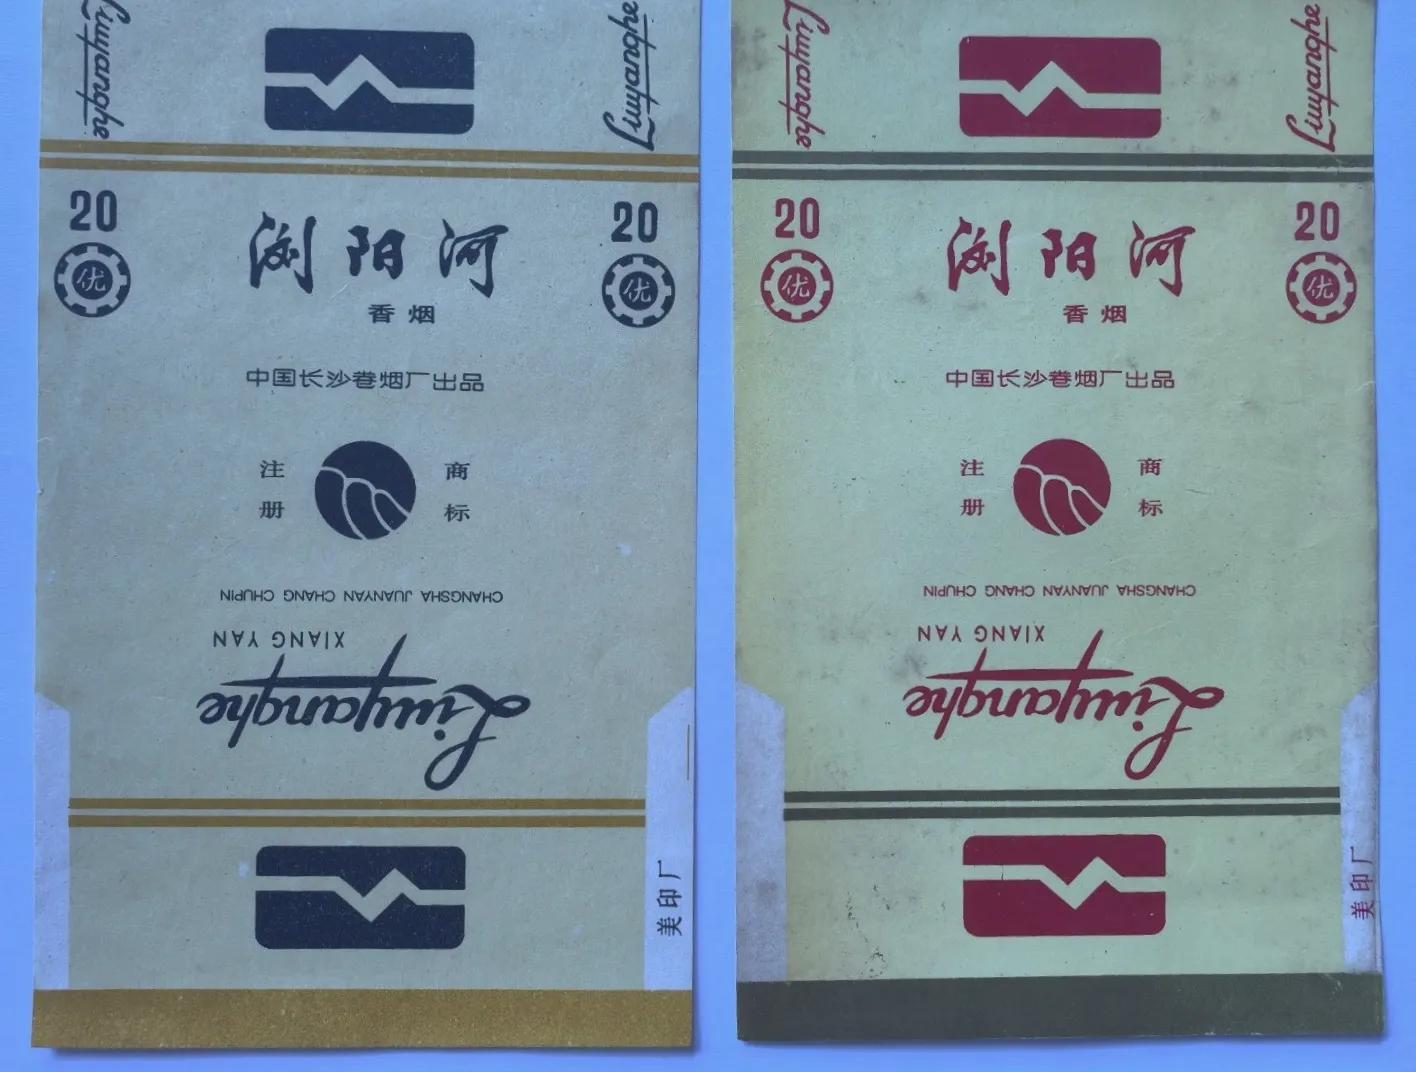 Liuyanghe
Liuyanghe
20
20
优
优
浏阳河
香烟
中国长沙卷烟厂出品
注
商
册
标
CHANGSHA JUANYAN CHANG CHUPIN
XIANG YAN
Liuyanghe
美印厂
Liuyanghe
Liuyanghe
20
20
优
优
浏阳河
香烟
中国长沙卷烟厂出品
注
商
册
标
CHANGSHA JUANYAN CHANG CHUPIN
XIANG YAN
Liuyanghe
美印厂